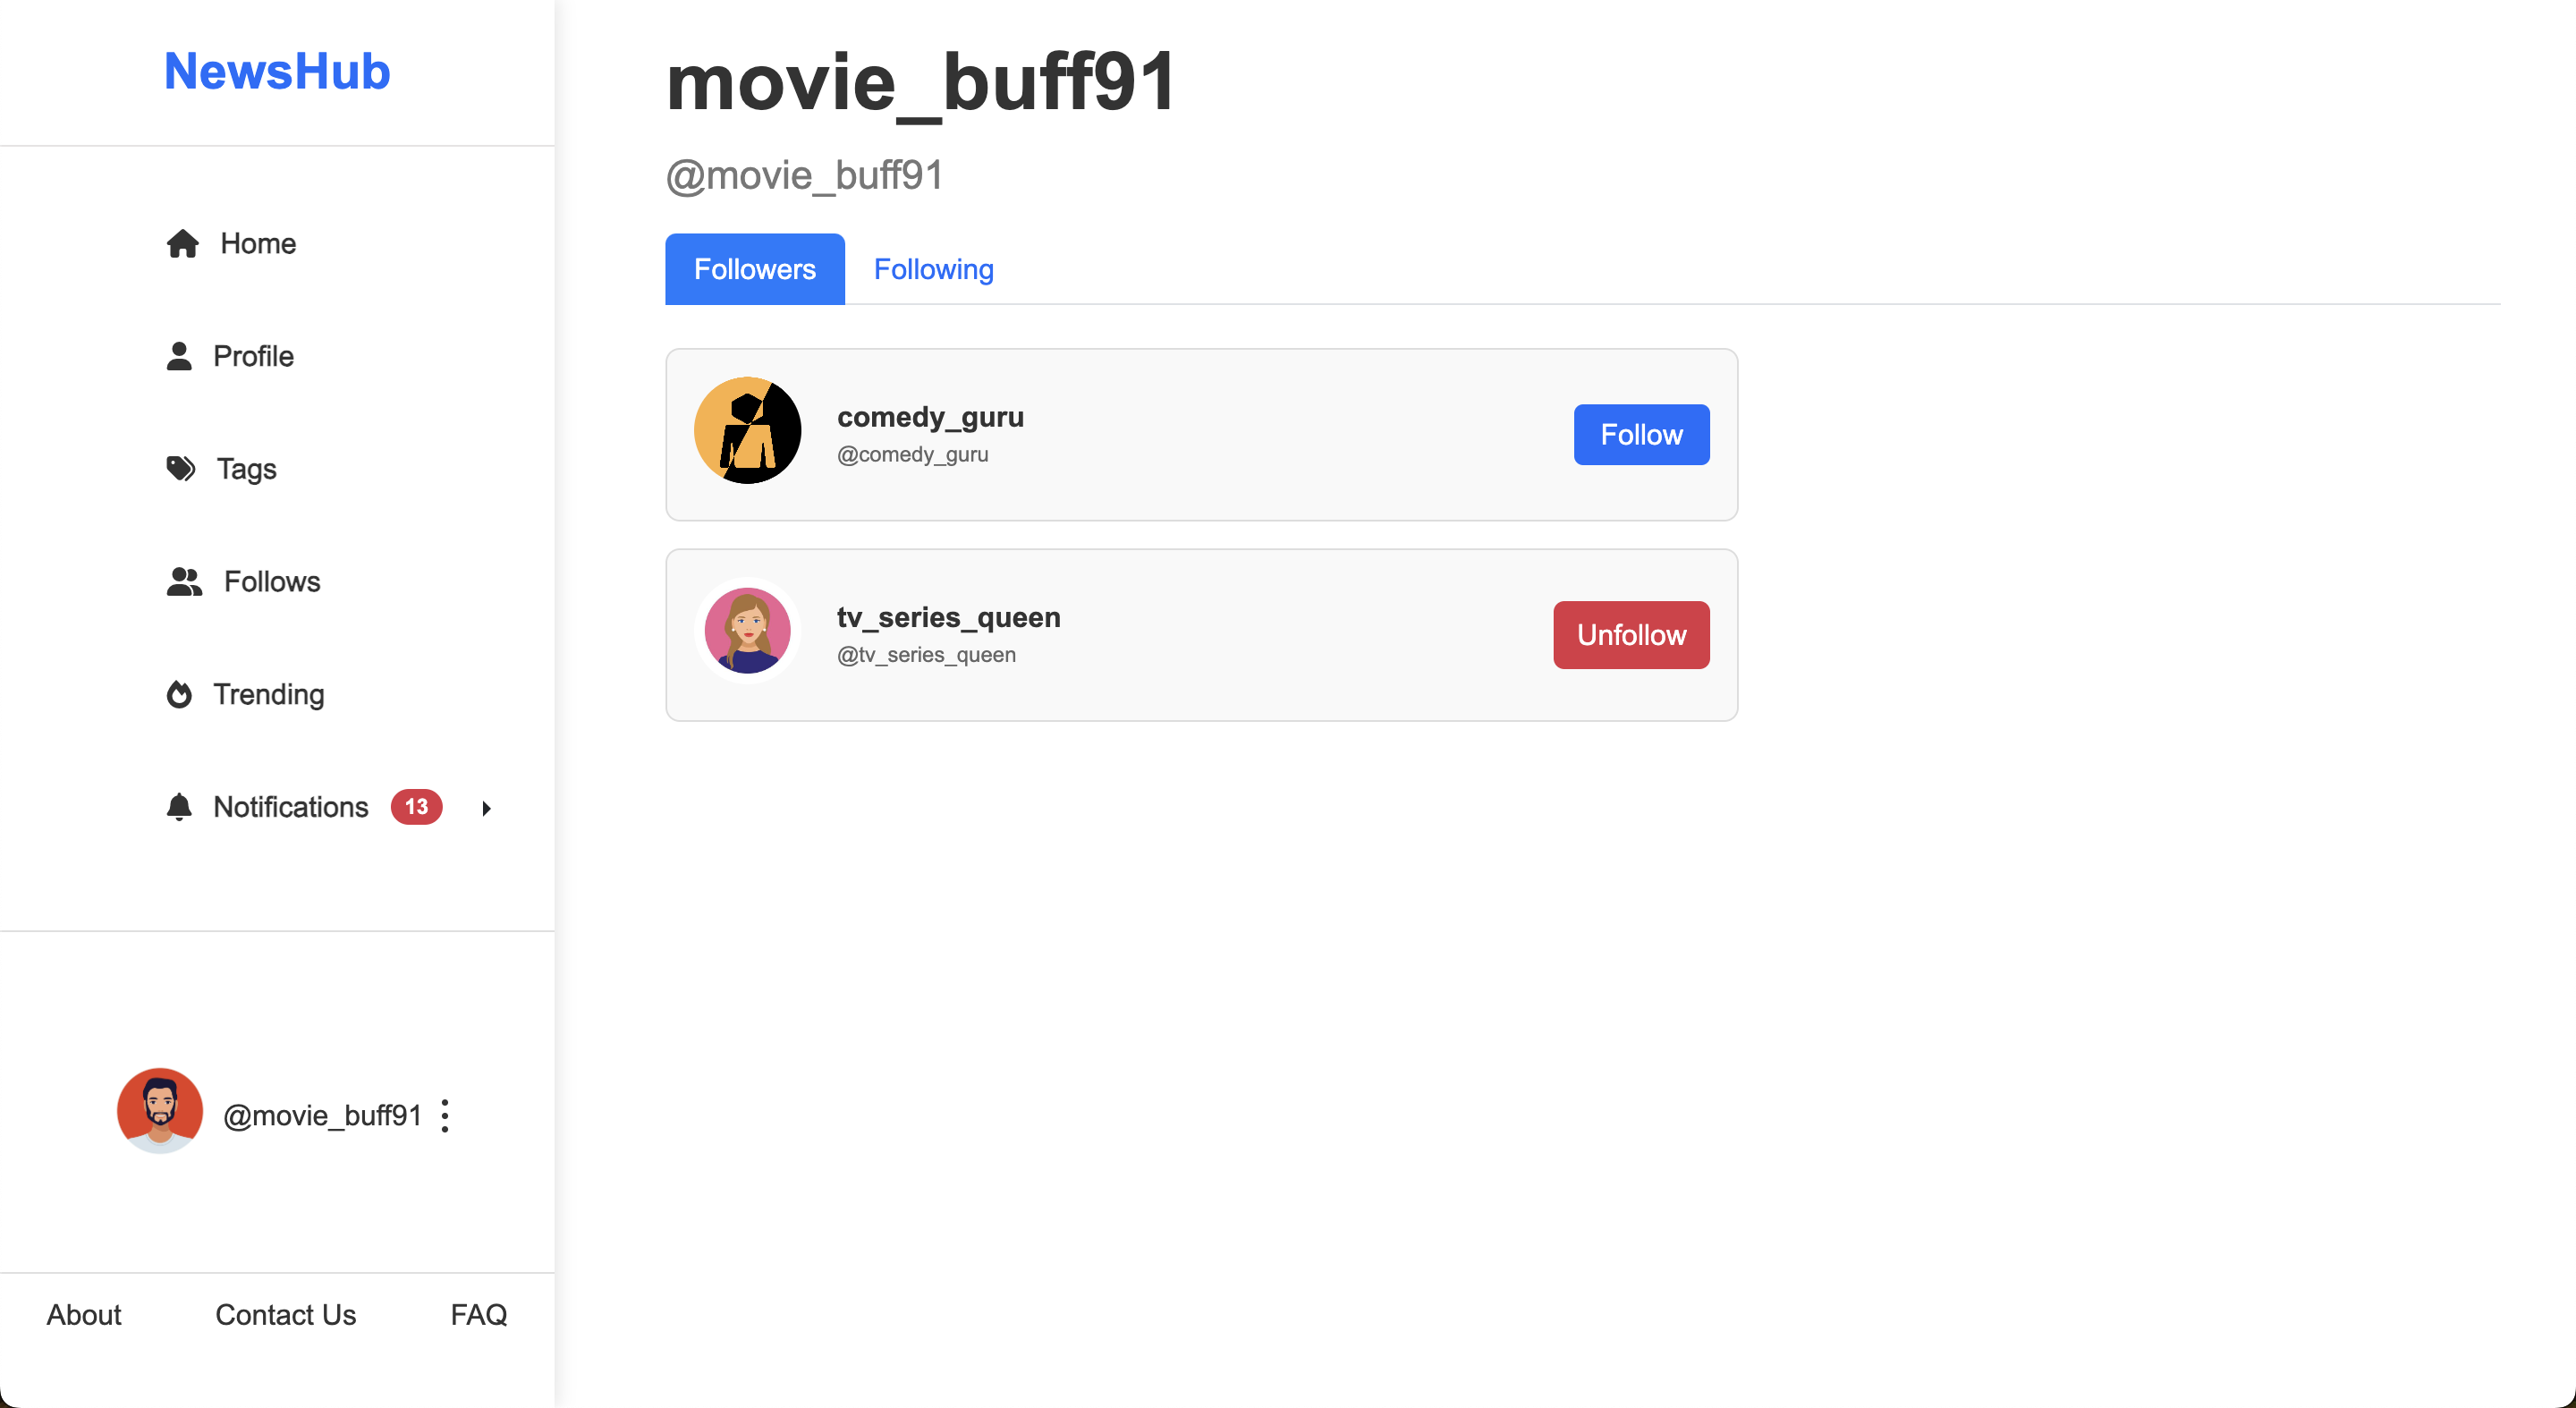 NewsHub
Home
Profile
Tags
Follows
Trending
Notifications 13
@movie_buff91
About Contact Us FAQ
movie_buff91
@movie_buff91
Followers Following
comedy_guru
@comedy_guru
Follow
tv_series_queen
@tv_series_queen
Unfollow